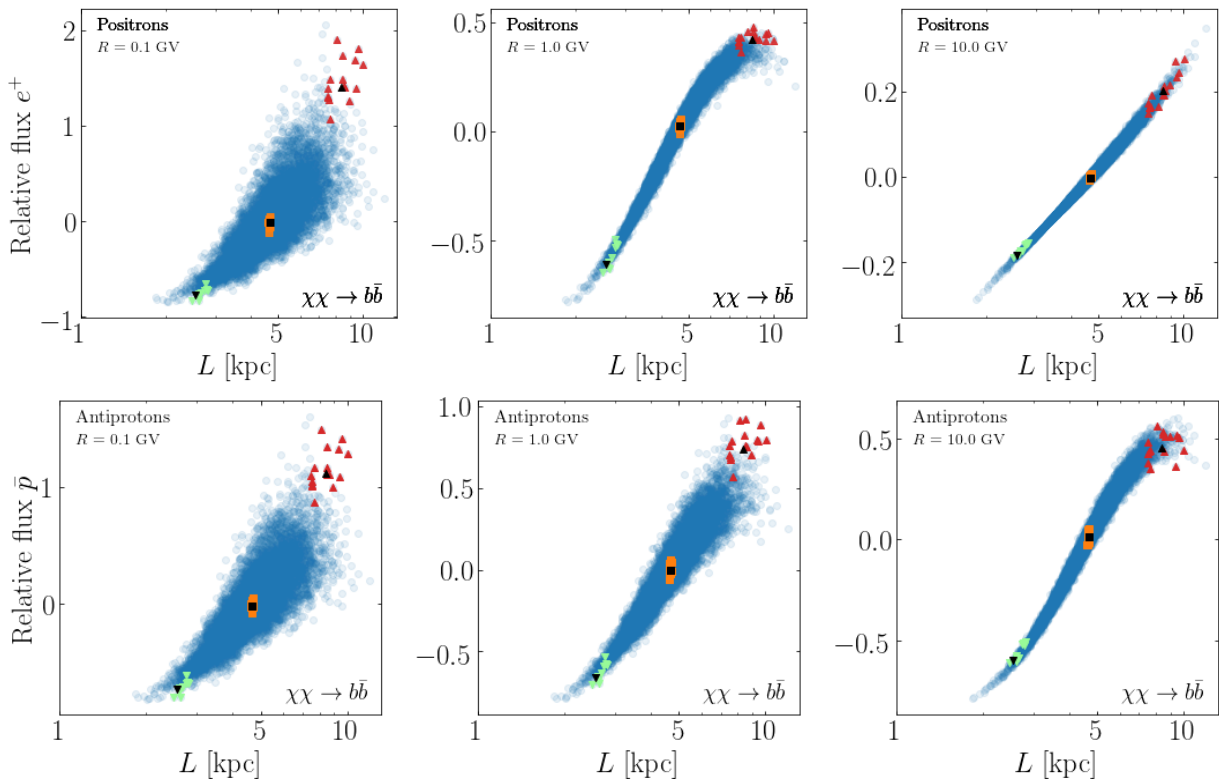 Positrons
R = 0.1 GV
2
1
0
−1
Relative flux e⁺
χχ → bb̄
1
5
10
L [kpc]
Positrons
R = 1.0 GV
0.5
0.0
−0.5
χχ → bb̄
1
5
10
L [kpc]
Positrons
R = 10.0 GV
0.2
0.0
−0.2
χχ → bb̄
1
5
10
L [kpc]
Antiprotons
R = 0.1 GV
1
0
Relative flux p̄
χχ → bb̄
1
5
10
L [kpc]
Antiprotons
R = 1.0 GV
1.0
0.5
0.0
−0.5
χχ → bb̄
1
5
10
L [kpc]
Antiprotons
R = 10.0 GV
0.5
0.0
−0.5
χχ → bb̄
1
5
10
L [kpc]